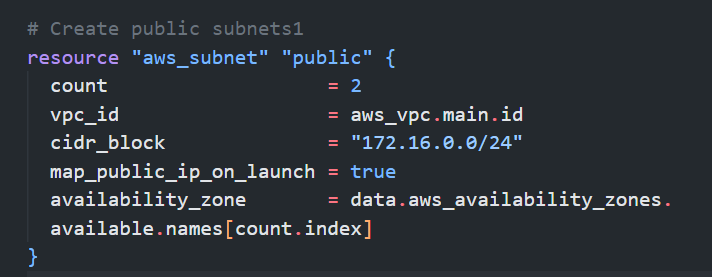 # Create public subnets1
resource "aws_subnet" "public" {
  count                   = 2
  vpc_id                  = aws_vpc.main.id
  cidr_block              = "172.16.0.0/24"
  map_public_ip_on_launch = true
  availability_zone       = data.aws_availability_zones.
  available.names[count.index]
}